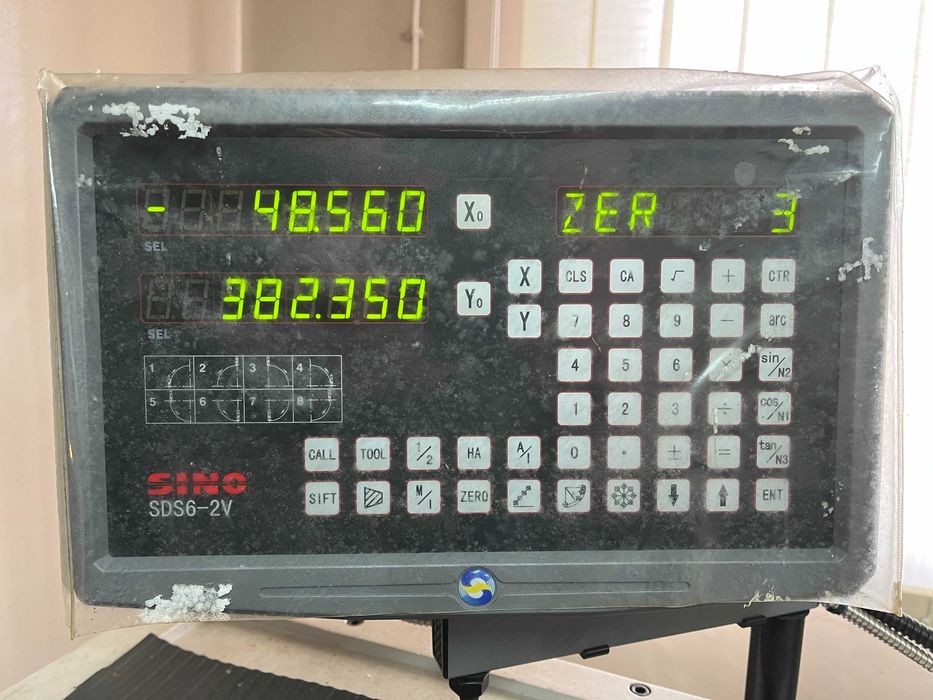 - 48.560 X₀ ZER 3
SEL
382.350 Y₀
SEL
X CLS CA √ + CTR
Y 7 8 9 - arc
4 5 6 × sin/N2
1 2 3 4
5 6 7 8
1 2 3 ÷ cos/N1
CALL TOOL 1/2 HA A/I 0 . ± = tan/N3
SIFT M/I ZERO ENT
SINO
SDS6-2V